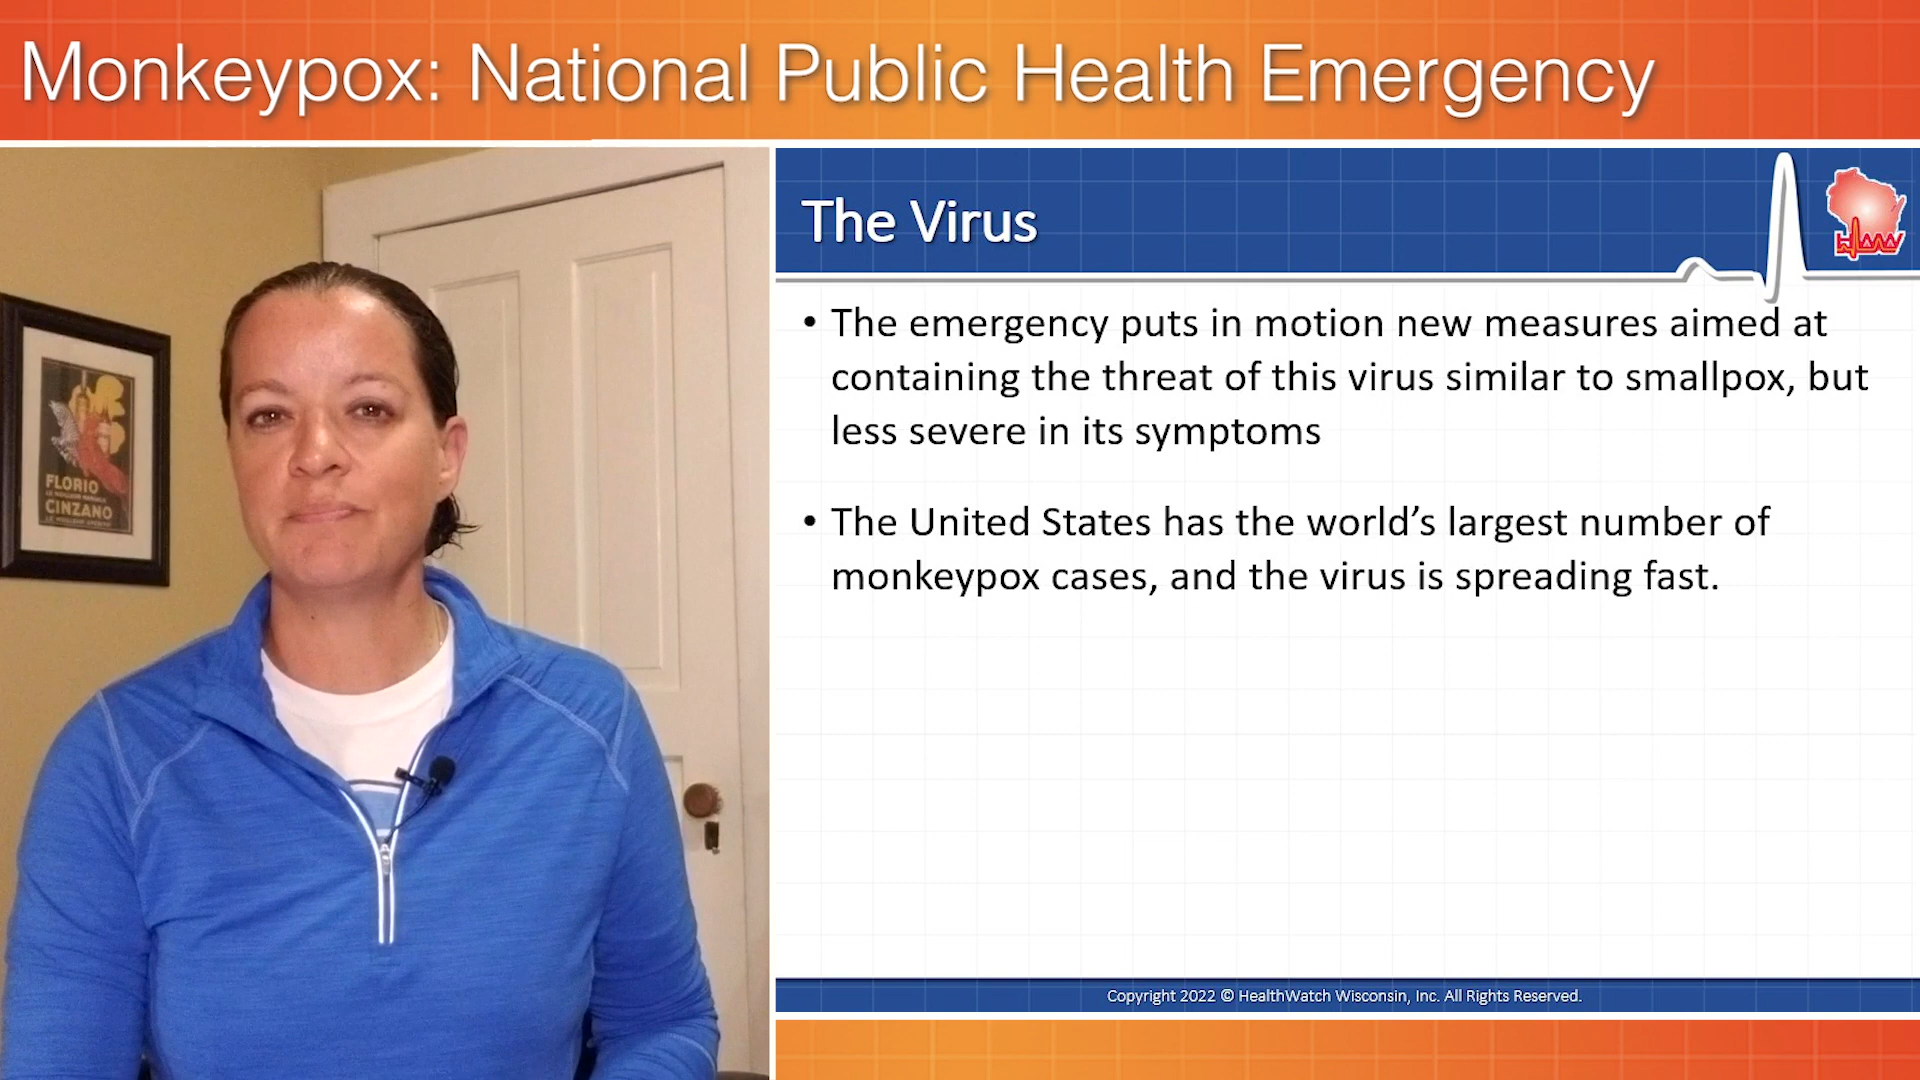 Monkeypox: National Public Health Emergency
The Virus
• The emergency puts in motion new measures aimed at
containing the threat of this virus similar to smallpox, but
less severe in its symptoms
• The United States has the world’s largest number of
monkeypox cases, and the virus is spreading fast.
Copyright 2022 © HealthWatch Wisconsin, Inc. All Rights Reserved.
FLORIO
CINZANO